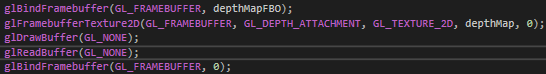 glBindFramebuffer(GL_FRAMEBUFFER, depthMapFBO);
glFramebufferTexture2D(GL_FRAMEBUFFER, GL_DEPTH_ATTACHMENT, GL_TEXTURE_2D, depthMap, 0);
glDrawBuffer(GL_NONE);
glReadBuffer(GL_NONE);
glBindFramebuffer(GL_FRAMEBUFFER, 0);